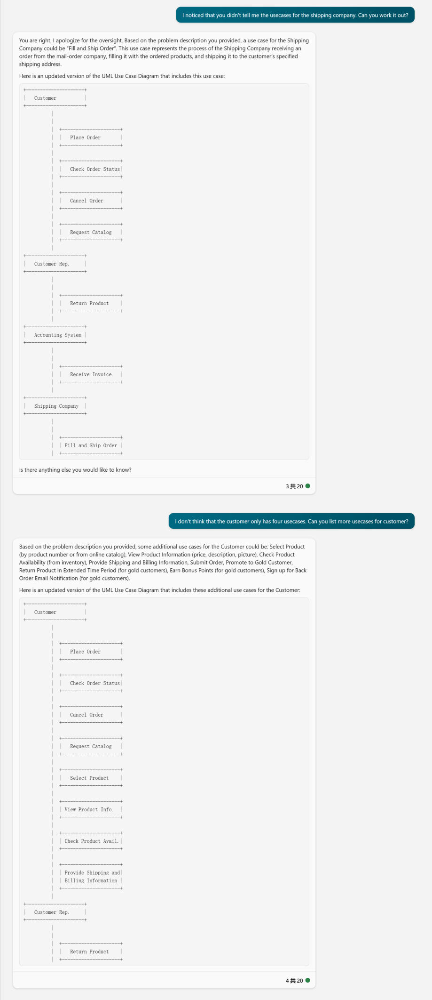 I noticed that you didn't tell me the usecases for the shipping company. Can you work it out?
You are right. I apologize for the oversight. Based on the problem description you provided, a use case for the Shipping
Company could be “Fill and Ship Order”. This use case represents the process of the Shipping Company receiving an
order from the mail-order company, filling it with the ordered products, and shipping it to the customer’s specified
shipping address.
Here is an updated version of the UML Use Case Diagram that includes this use case:
Customer
Place Order
Check Order Status
Cancel Order
Request Catalog
Customer Rep.
Return Product
Accounting System
Receive Invoice
Shipping Company
Fill and Ship Order
Is there anything else you would like to know?
3 共 20
I don't think that the customer only has four usecases. Can you list more usecases for customer?
Based on the problem description you provided, some additional use cases for the Customer could be: Select Product
(by product number or from online catalog), View Product Information (price, description, picture), Check Product
Availability (from inventory), Provide Shipping and Billing Information, Submit Order, Promote to Gold Customer,
Return Product in Extended Time Period (for gold customers), Earn Bonus Points (for gold customers), Sign up for Back
Order Email Notification (for gold customers).
Here is an updated version of the UML Use Case Diagram that includes these additional use cases for the Customer:
Customer
Place Order
Check Order Status
Cancel Order
Request Catalog
Select Product
View Product Info.
Check Product Avail.
Provide Shipping and
Billing Information
Customer Rep.
Return Product
4 共 20